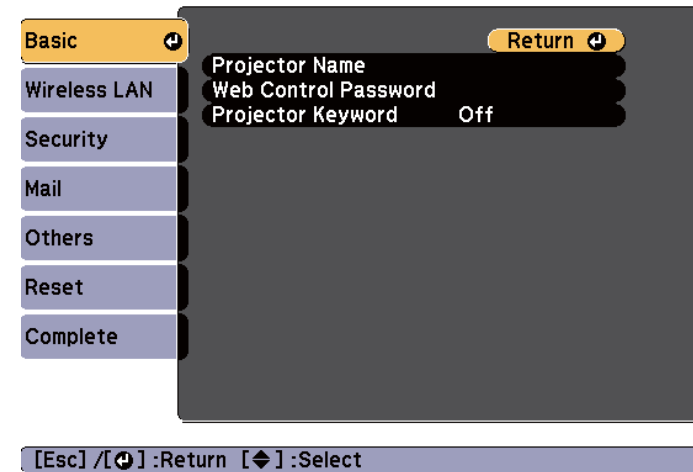 Basic
Wireless LAN
Security
Mail
Others
Reset
Complete
Return
Projector Name
Web Control Password
Projector Keyword Off
[Esc] /[ ] :Return [ ] :Select